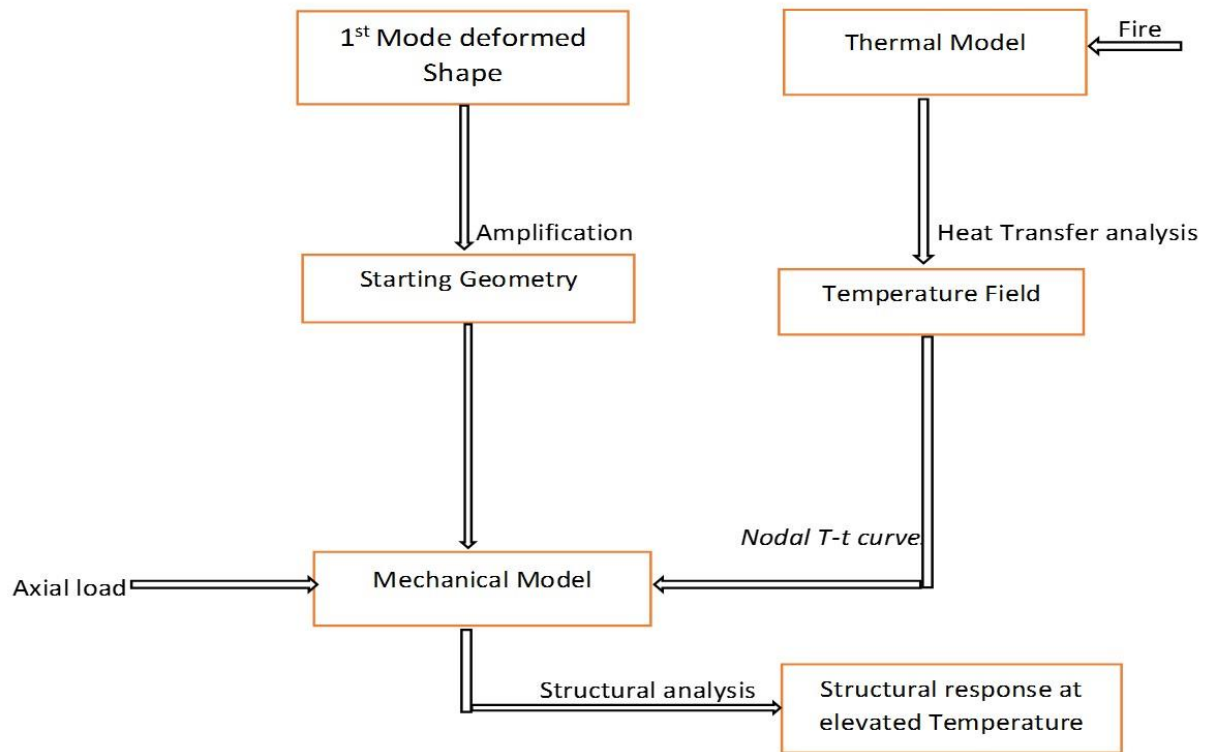 1st Mode deformed
Shape
Thermal Model
Fire
Amplification
Heat Transfer analysis
Starting Geometry
Temperature Field
Nodal T-t curve
Axial load
Mechanical Model
Structural analysis
Structural response at
elevated Temperature